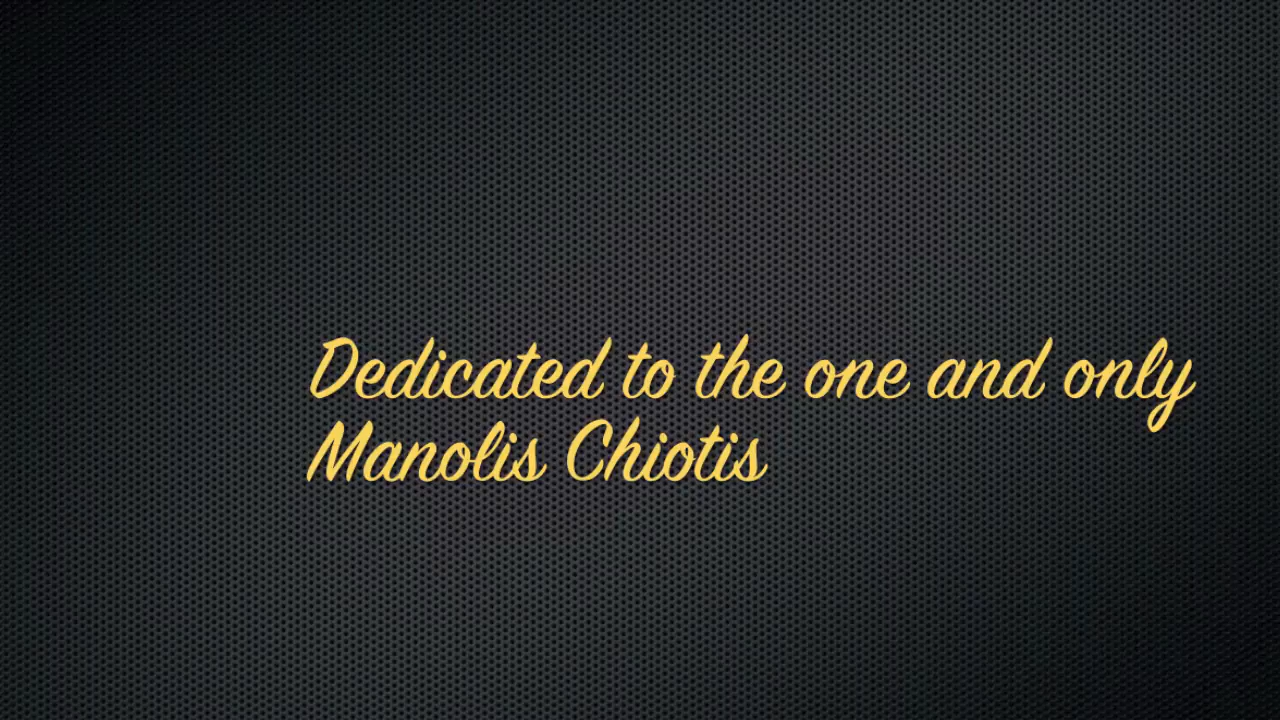 Dedicated to the one and only
Manolis Chiotis